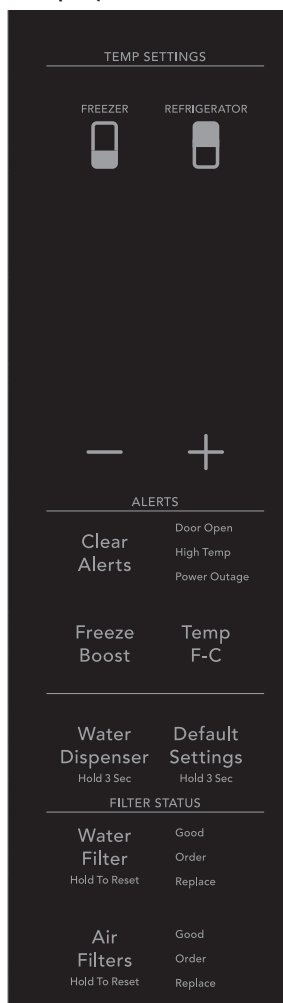 TEMP SETTINGS
FREEZER REFRIGERATOR
− +
ALERTS
Clear
Alerts
Door Open
High Temp
Power Outage
Freeze
Boost
Temp
F-C
Water
Dispenser
Hold 3 Sec
Default
Settings
Hold 3 Sec
FILTER STATUS
Water
Filter
Hold To Reset
Good
Order
Replace
Air
Filters
Hold To Reset
Good
Order
Replace